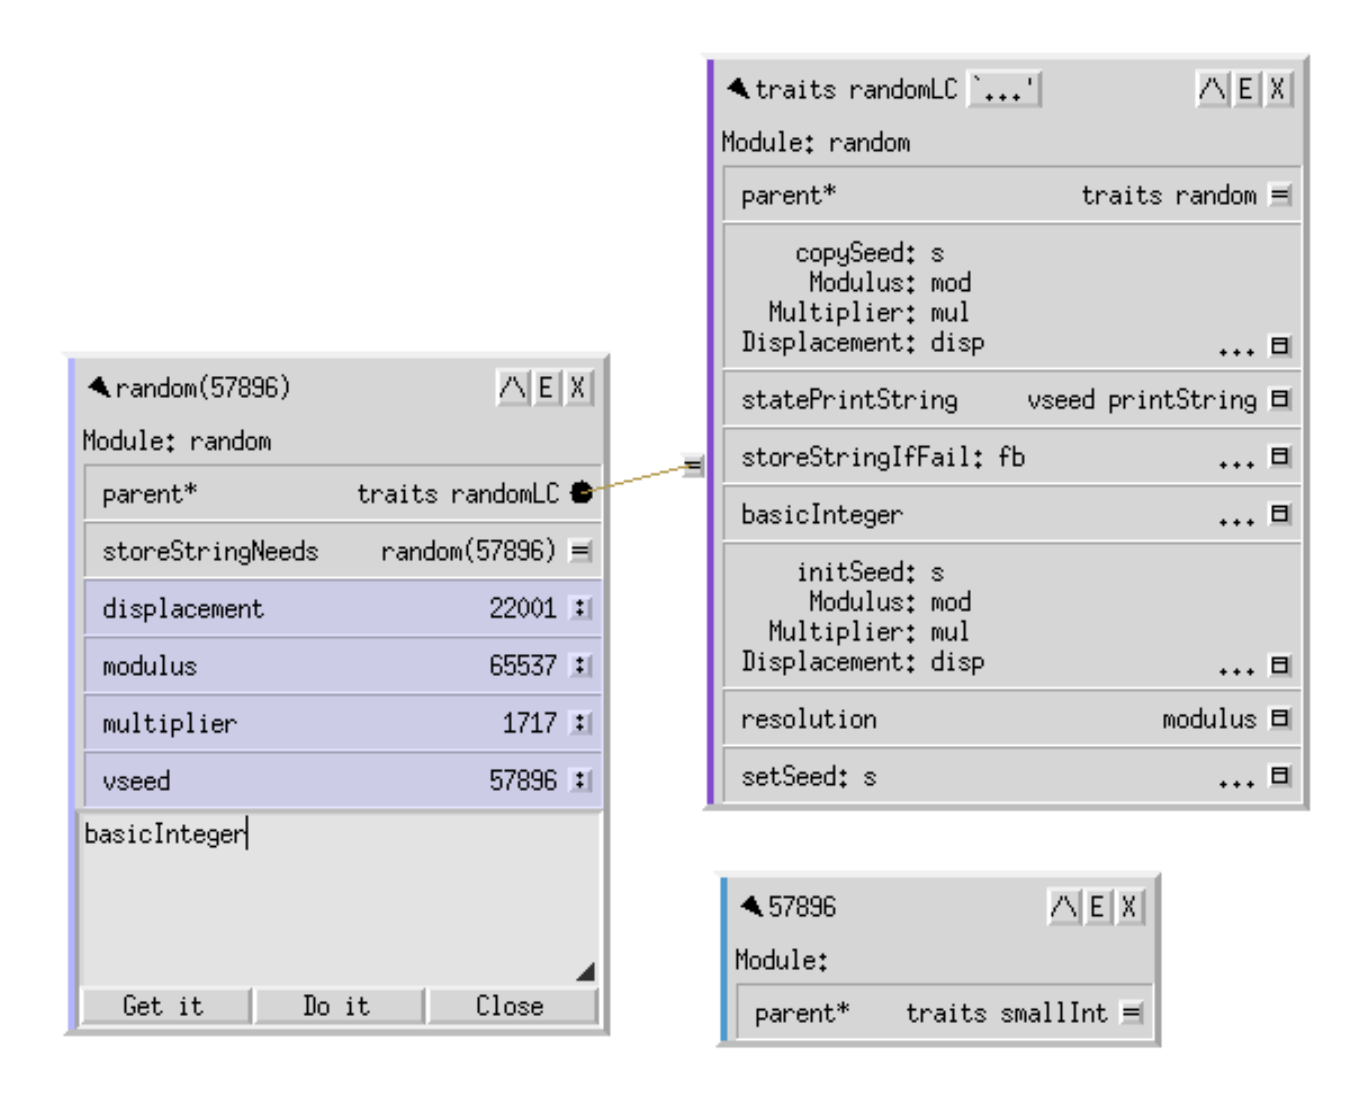 traits randomLC `...' /\ E X
Module: random
parent* traits random =
copySeed: s
Modulus: mod
Multiplier: mul
Displacement: disp ...
statePrintString vseed printString
storeStringIfFail: fb ...
basicInteger ...
initSeed: s
Modulus: mod
Multiplier: mul
Displacement: disp ...
resolution modulus
setSeed: s ...
random(57896) /\ E X
Module: random
parent* traits randomLC
=
storeStringNeeds random(57896) =
displacement 22001 :
modulus 65537 :
multiplier 1717 :
vseed 57896 :
basicInteger
Get it Do it Close
57896 /\ E X
Module:
parent* traits smallInt =